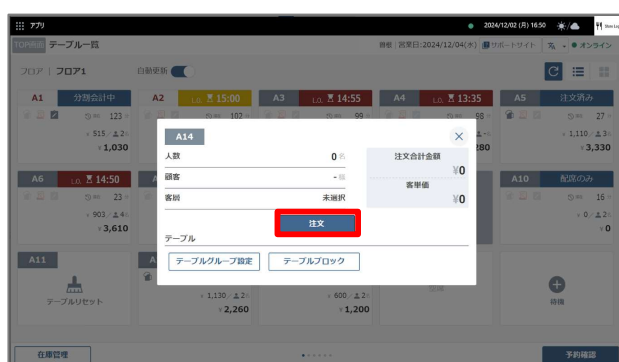 アプリ 2024/12/02 (月) 16:50
TOP画面 テーブル一覧 営業日:2024/12/04(水) サポートサイト オンライン
フロア フロア1 自動更新
A1 分割会計中 A2 L.O. 15:00 A3 L.O. 14:55 A4 L.O. 13:35 A5 注文済み
123 102 99 98 27
¥ 515 / 2 ¥ 1,110 / 3
¥1,030 280 ¥3,330
A14
人数 0名 注文合計金額
¥0
顧客 - 様
客単価
客層 未選択 ¥0
注文
テーブル
テーブルグループ設定 テーブルブロック
A6 L.O. 14:50 A10 配席のみ
23 16
¥ 903 / 4 ¥ 0 / 2
¥3,610 ¥0
A11
テーブルリセット ¥ 1,130 / 2 ¥ 600 / 2 待機
¥2,260 ¥1,200
在庫管理 予約確認